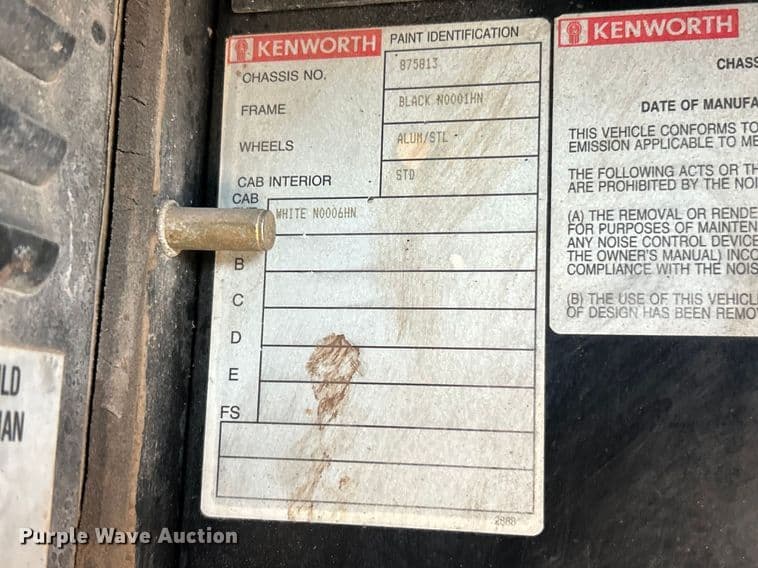 KENWORTH PAINT IDENTIFICATION
CHASSIS NO. 875813
FRAME BLACK N0001HN
WHEELS ALUM/STL
CAB INTERIOR STD
CAB
WHITE N0006HN
B
C
D
E
FS
2888
KENWORTH
CHASS
DATE OF MANUFA
THIS VEHICLE CONFORMS TO
EMISSION APPLICABLE TO ME
THE FOLLOWING ACTS OR TH
ARE PROHIBITED BY THE NOI
(A) THE REMOVAL OR RENDE
FOR PURPOSES OF MAINTEN
ANY NOISE CONTROL DEVICE
THE OWNER'S MANUAL) INCO
COMPLIANCE WITH THE NOIS
(B) THE USE OF THIS VEHICL
OF DESIGN HAS BEEN REMO
LD
AN
Purple Wave Auction